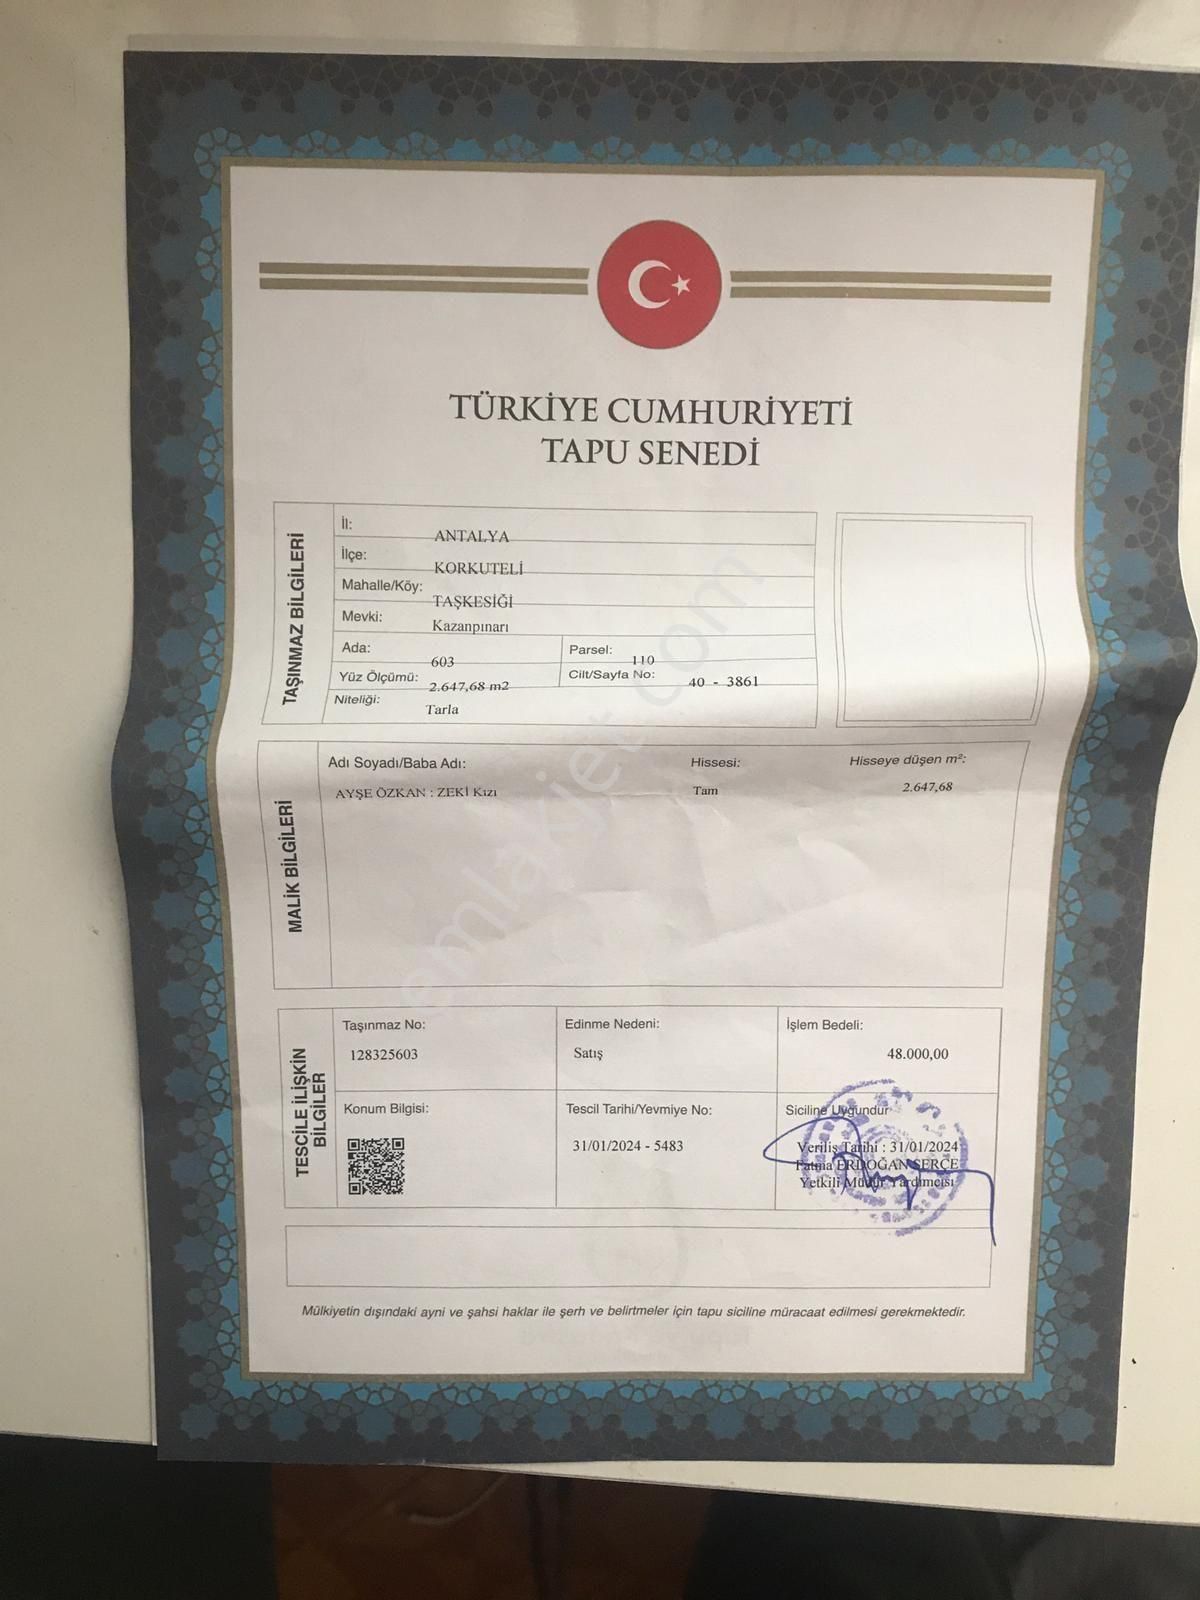 TÜRKİYE CUMHURİYETİ
TAPU SENEDİ
TAŞINMAZ BİLGİLERİ
İl: ANTALYA
İlçe: KORKUTELİ
Mahalle/Köy: TAŞKESİĞİ
Mevki: Kazanpınarı
Ada: 603 Parsel: 110
Yüz Ölçümü: 2.647,68 m2 Cilt/Sayfa No: 40 - 3861
Niteliği: Tarla
MALİK BİLGİLERİ
Adı Soyadı/Baba Adı: Hissesi: Hisseye düşen m²:
AYŞE ÖZKAN : ZEKİ Kızı Tam 2.647,68
emlakjet.com
TESCİLE İLİŞKİN
BİLGİLER
Taşınmaz No: Edinme Nedeni: İşlem Bedeli:
128325603 Satış 48.000,00
Konum Bilgisi: Tescil Tarihi/Yevmiye No: Siciline Uygundur
31/01/2024 - 5483 Veriliş Tarihi : 31/01/2024
Fatma ERDOĞAN SERÇE
Yetkili Müdür Yardımcısı
Mülkiyetin dışındaki ayni ve şahsi haklar ile şerh ve belirtmeler için tapu siciline müracaat edilmesi gerekmektedir.